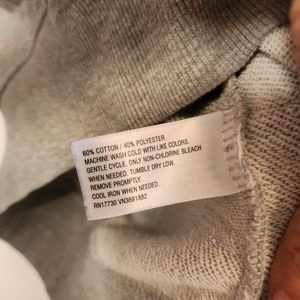 60% COTTON / 40% POLYESTER
MACHINE WASH COLD WITH LIKE COLORS.
GENTLE CYCLE. ONLY NON-CHLORINE BLEACH
WHEN NEEDED. TUMBLE DRY LOW.
REMOVE PROMPTLY.
COOL IRON WHEN NEEDED.
RN17730 VN3681882